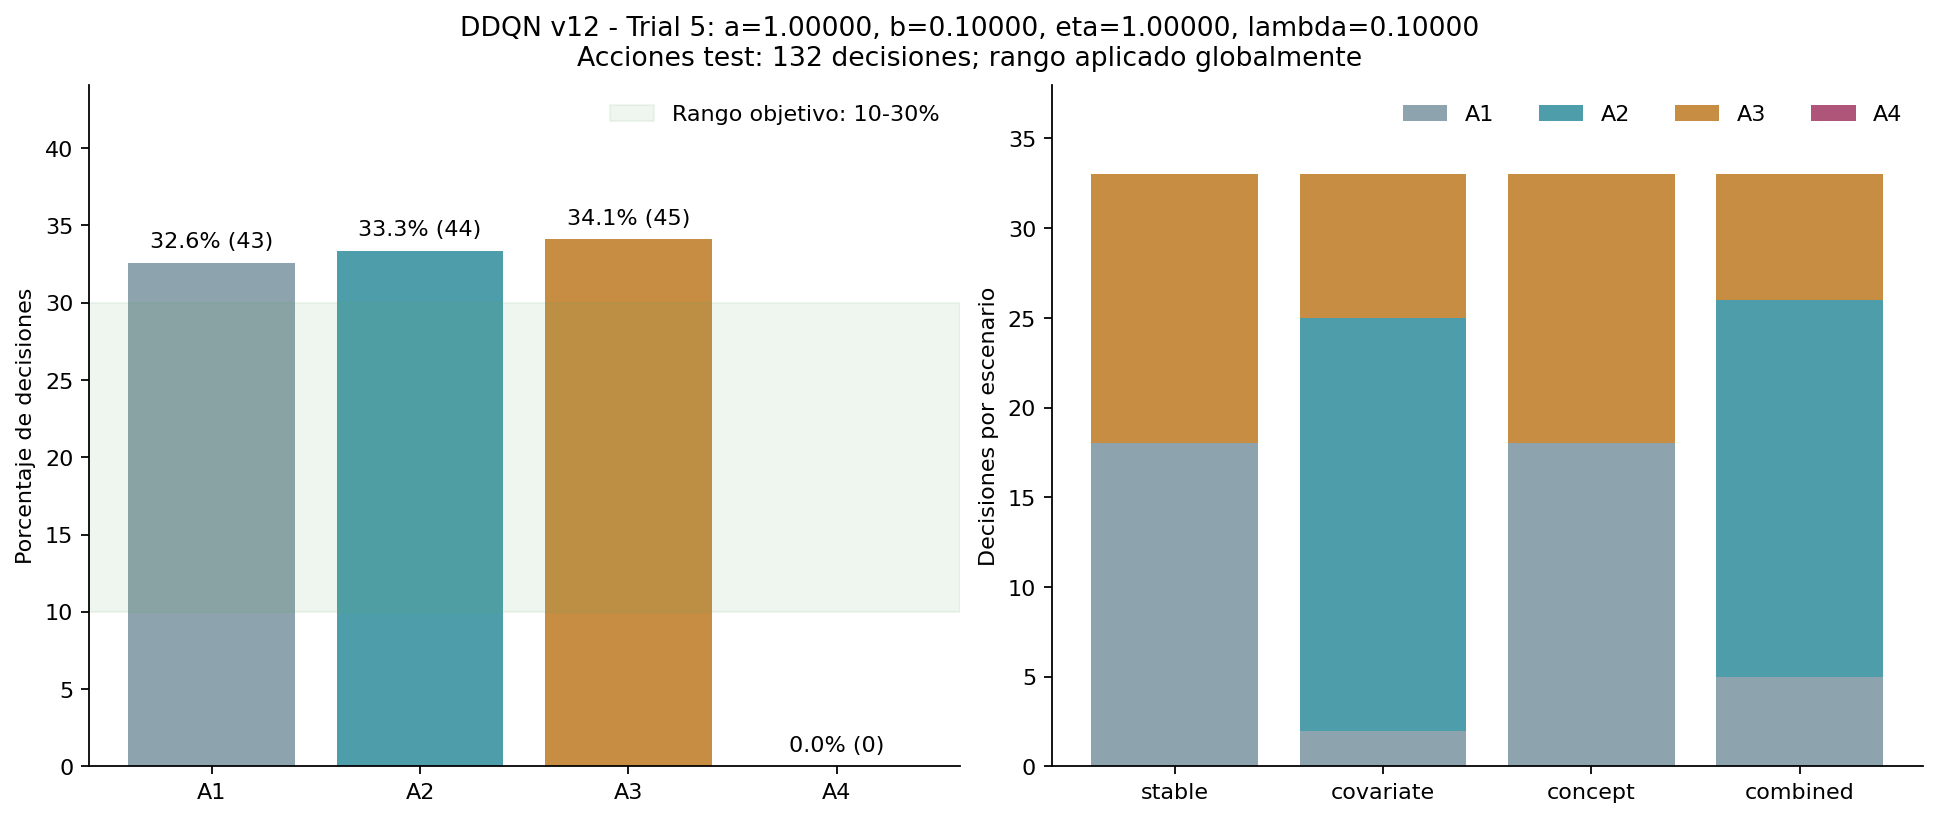 DDQN v12 - Trial 5: a=1.00000, b=0.10000, eta=1.00000, lambda=0.10000
Acciones test: 132 decisiones; rango aplicado globalmente
Rango objetivo: 10-30%
Porcentaje de decisiones
40
35
30
25
20
15
10
5
0
32.6% (43)
33.3% (44)
34.1% (45)
0.0% (0)
A1
A2
A3
A4
A1
A2
A3
A4
Decisiones por escenario
35
30
25
20
15
10
5
0
stable
covariate
concept
combined